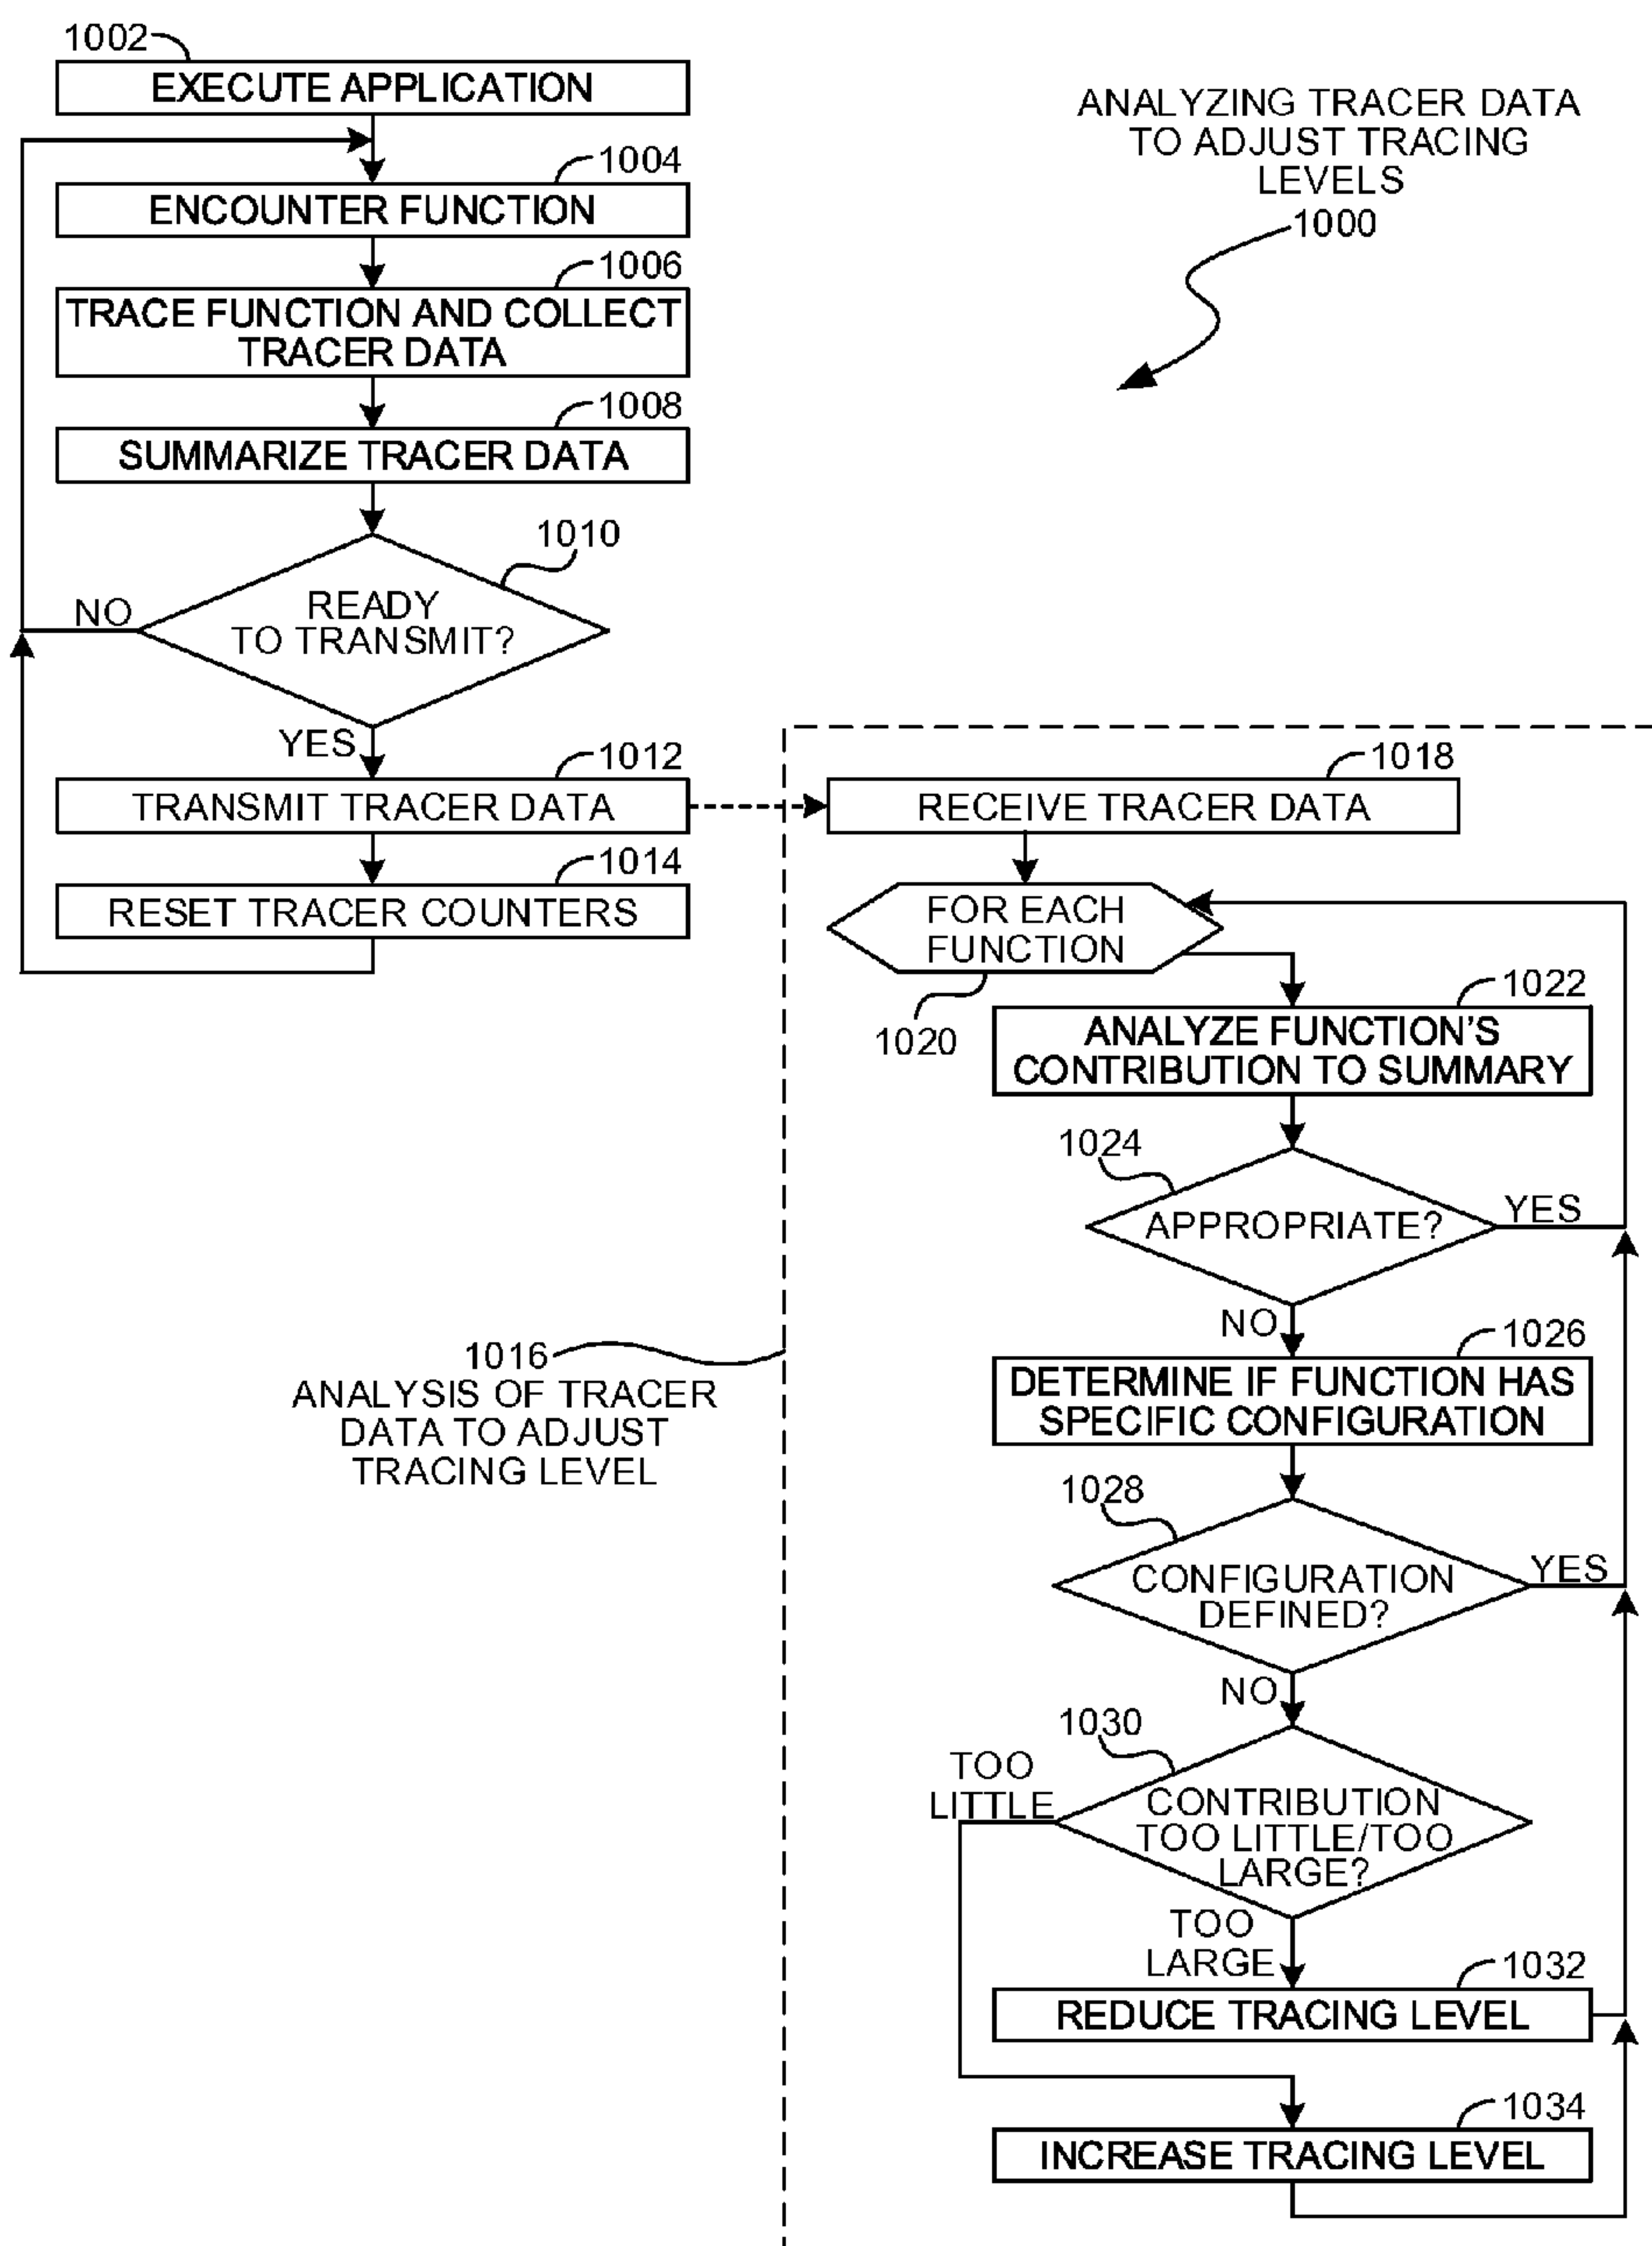 1002
EXECUTE APPLICATION
ANALYZING TRACER DATA
TO ADJUST TRACING
LEVELS
1000
1004
ENCOUNTER FUNCTION
1006
TRACE FUNCTION AND COLLECT
TRACER DATA
1008
SUMMARIZE TRACER DATA
1010
READY
TO TRANSMIT?
NO
YES
1012
TRANSMIT TRACER DATA
1014
RESET TRACER COUNTERS
1016
ANALYSIS OF TRACER
DATA TO ADJUST
TRACING LEVEL
1018
RECEIVE TRACER DATA
FOR EACH
FUNCTION
1020
1022
ANALYZE FUNCTION'S
CONTRIBUTION TO SUMMARY
1024
APPROPRIATE?
YES
NO
1026
DETERMINE IF FUNCTION HAS
SPECIFIC CONFIGURATION
1028
CONFIGURATION
DEFINED?
YES
NO
1030
CONTRIBUTION
TOO LITTLE/TOO
LARGE?
TOO
LITTLE
TOO
LARGE
1032
REDUCE TRACING LEVEL
1034
INCREASE TRACING LEVEL